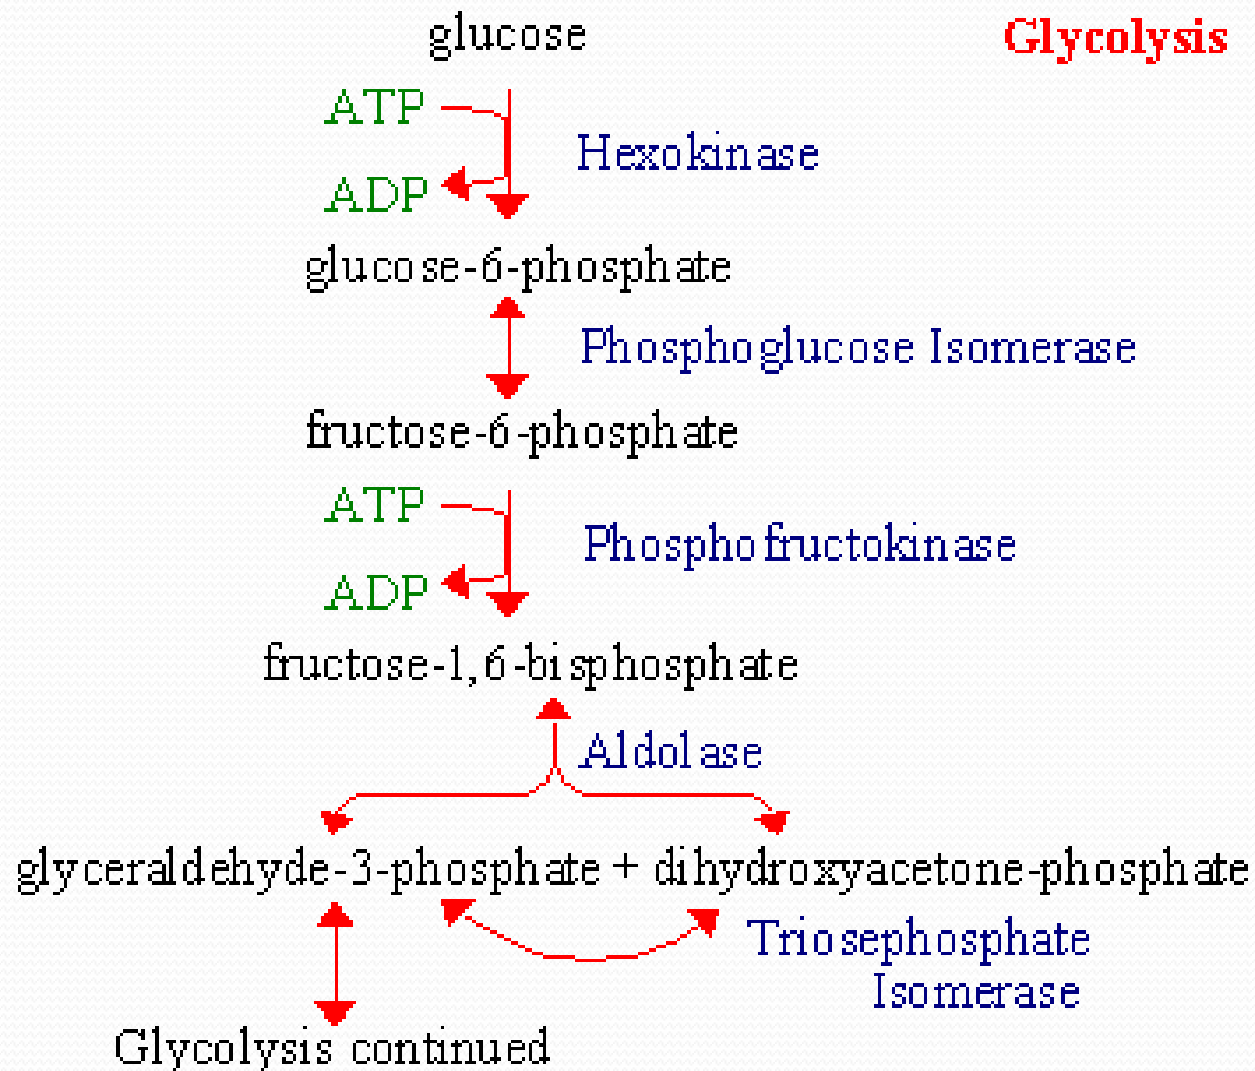 glucose
Glycolysis
ATP
Hexokinase
ADP
glucose-6-phosphate
Phosphoglucose Isomerase
fructose-6-phosphate
ATP
Phosphofructokinase
ADP
fructose-1,6-bisphosphate
Aldolase
glyceraldehyde-3-phosphate + dihydroxyacetone-phosphate
Triosephosphate
Isomerase
Glycolysis continued